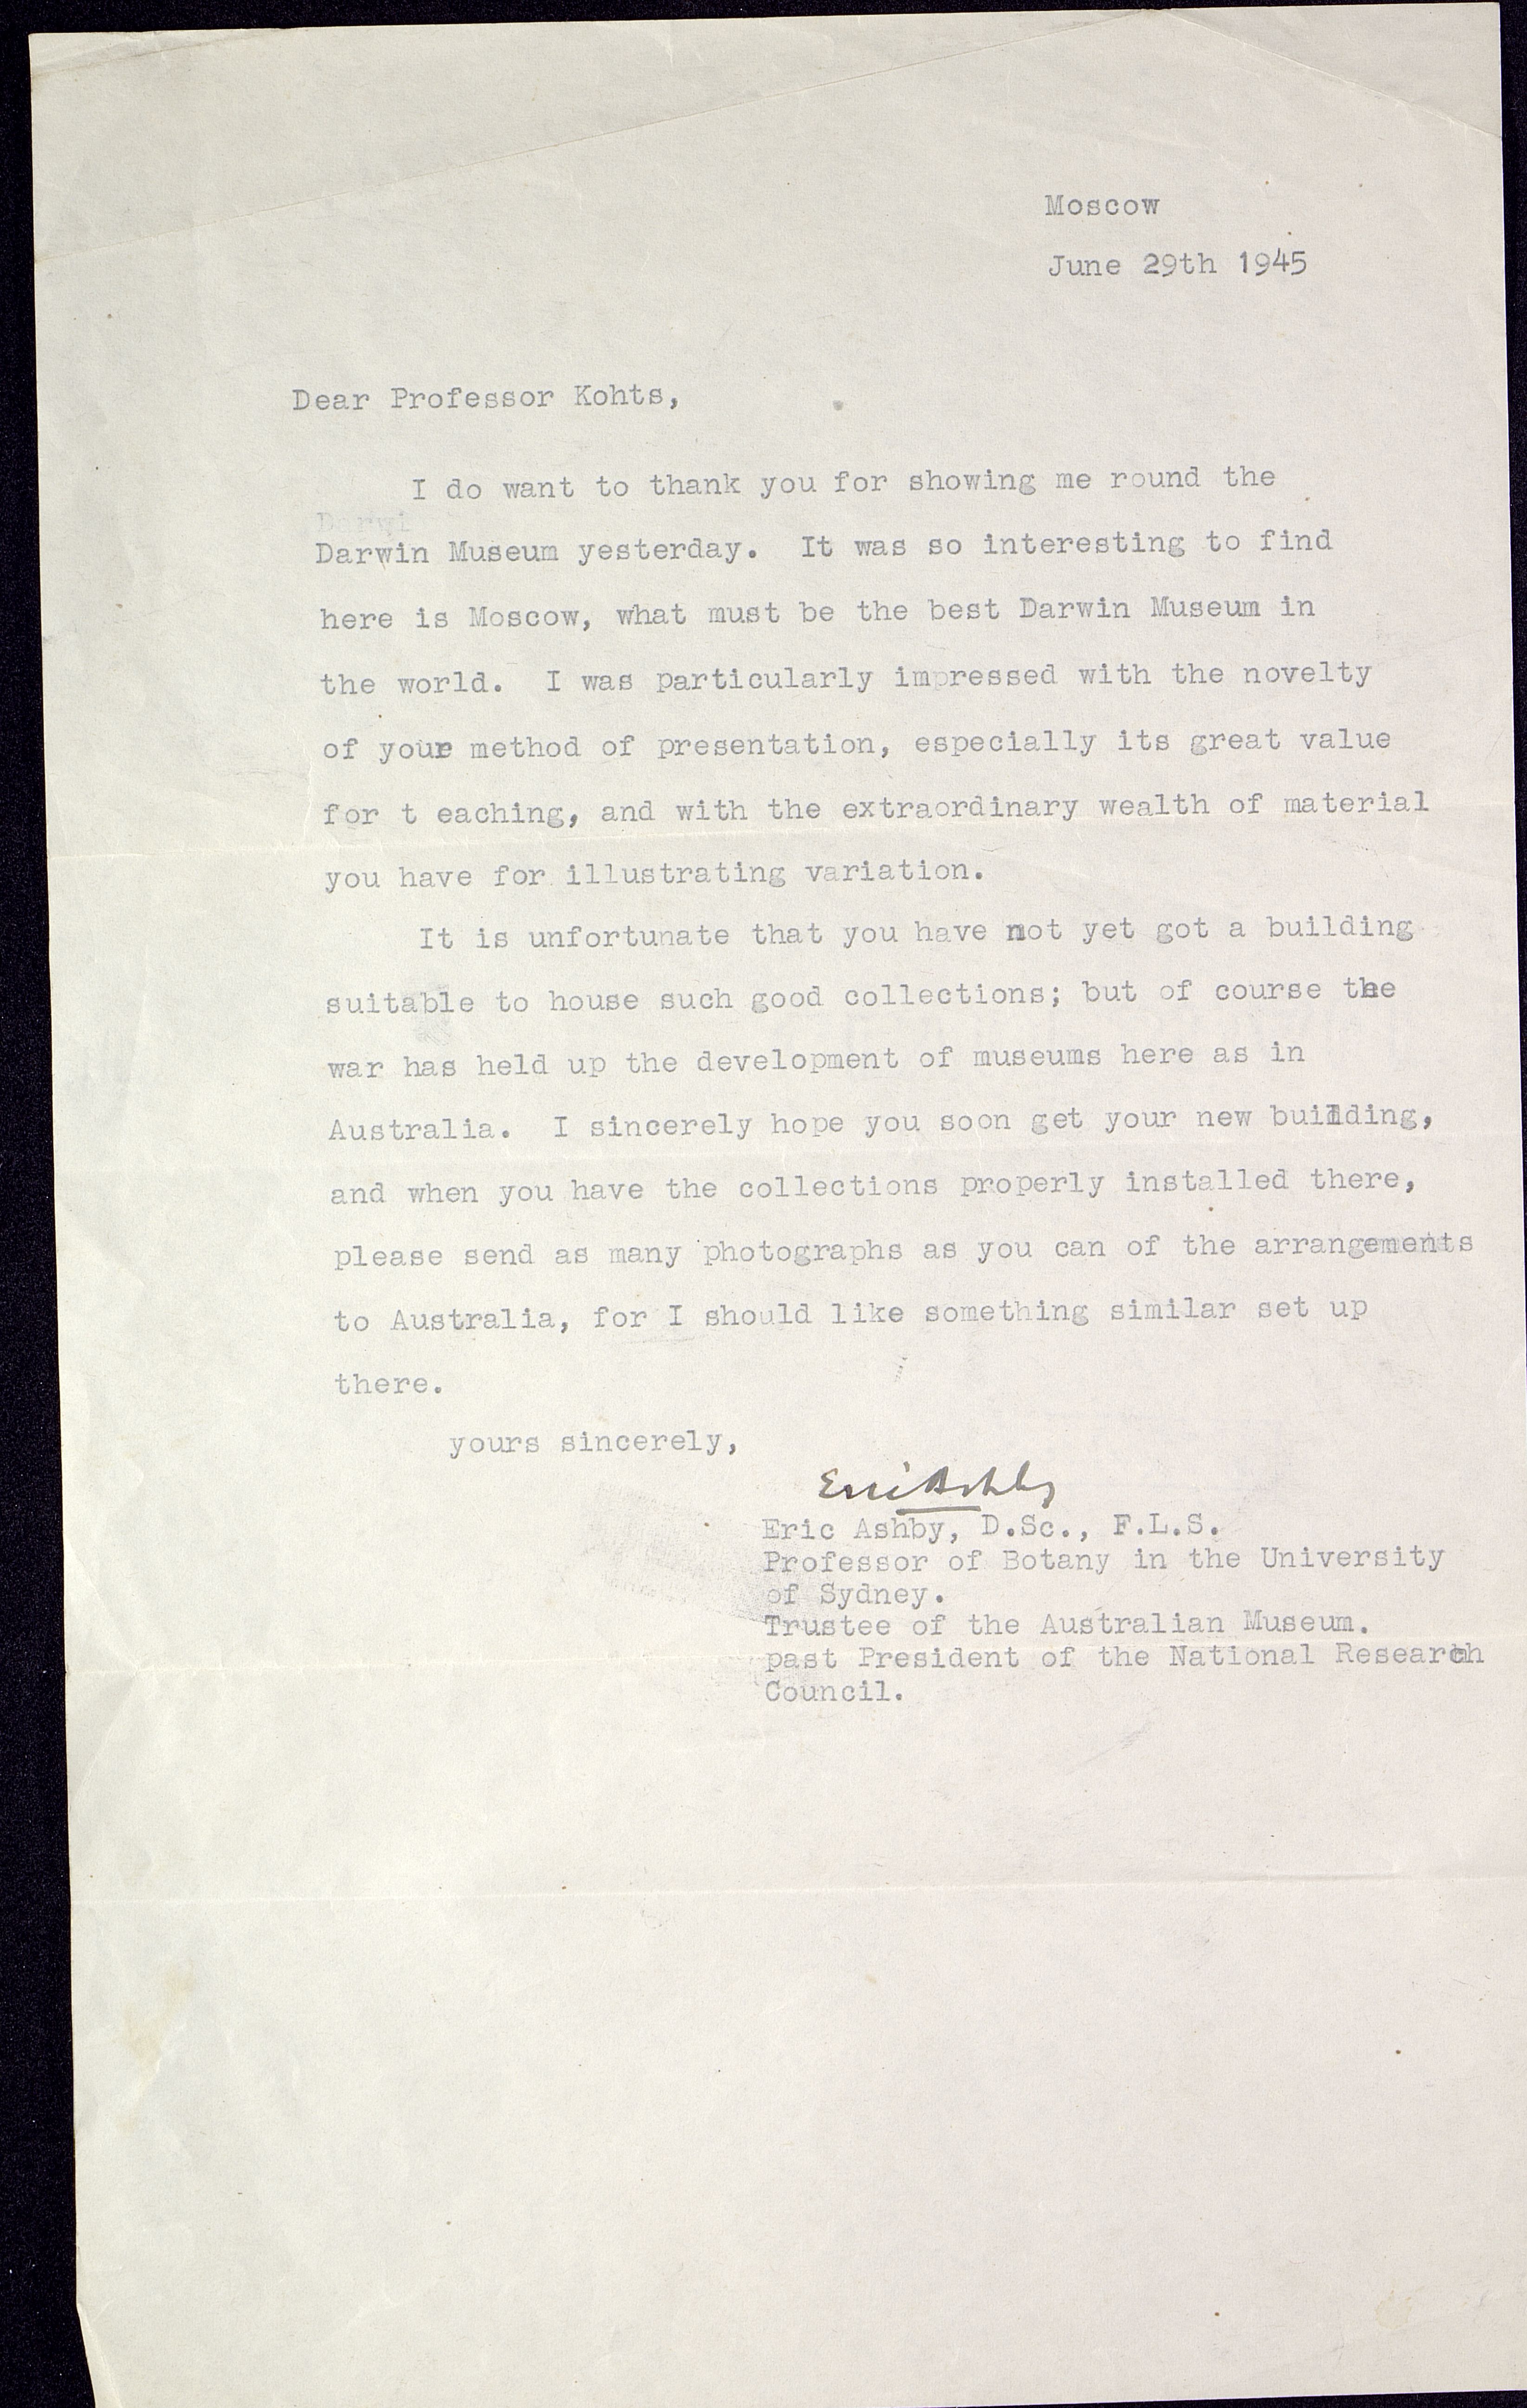 Moscow
June 29th 1945
Dear Professor Kohts,
I do want to thank you for showing me round the
Darwi
Darwin Museum yesterday. It was so interesting to find
here is Moscow, what must be the best Darwin Museum in
the world. I was particularly impressed with the novelty
of your method of presentation, especially its great value
for t eaching, and with the extraordinary wealth of material
you have for illustrating variation.
It is unfortunate that you have not yet got a building
suitable to house such good collections; but of course the
war has held up the development of museums here as in
Australia. I sincerely hope you soon get your new building,
and when you have the collections properly installed there,
please send as many photographs as you can of the arrangements
to Australia, for I should like something similar set up
there.
yours sincerely,
Eric Ashby
Eric Ashby, D.Sc., F.L.S.
Professor of Botany in the University
of Sydney.
Trustee of the Australian Museum.
past President of the National Research
Council.